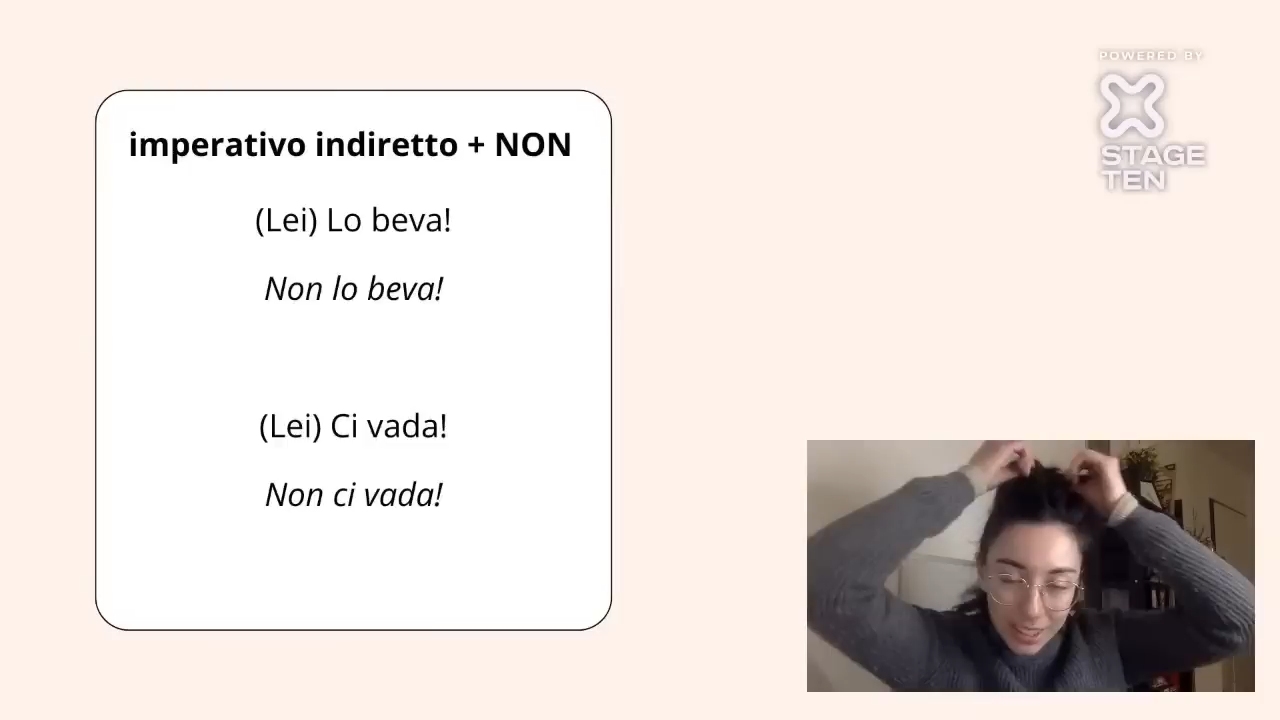 imperativo indiretto + NON
(Lei) Lo beva!
Non lo beva!
(Lei) Ci vada!
Non ci vada!
POWERED BY
STAGE
TEN